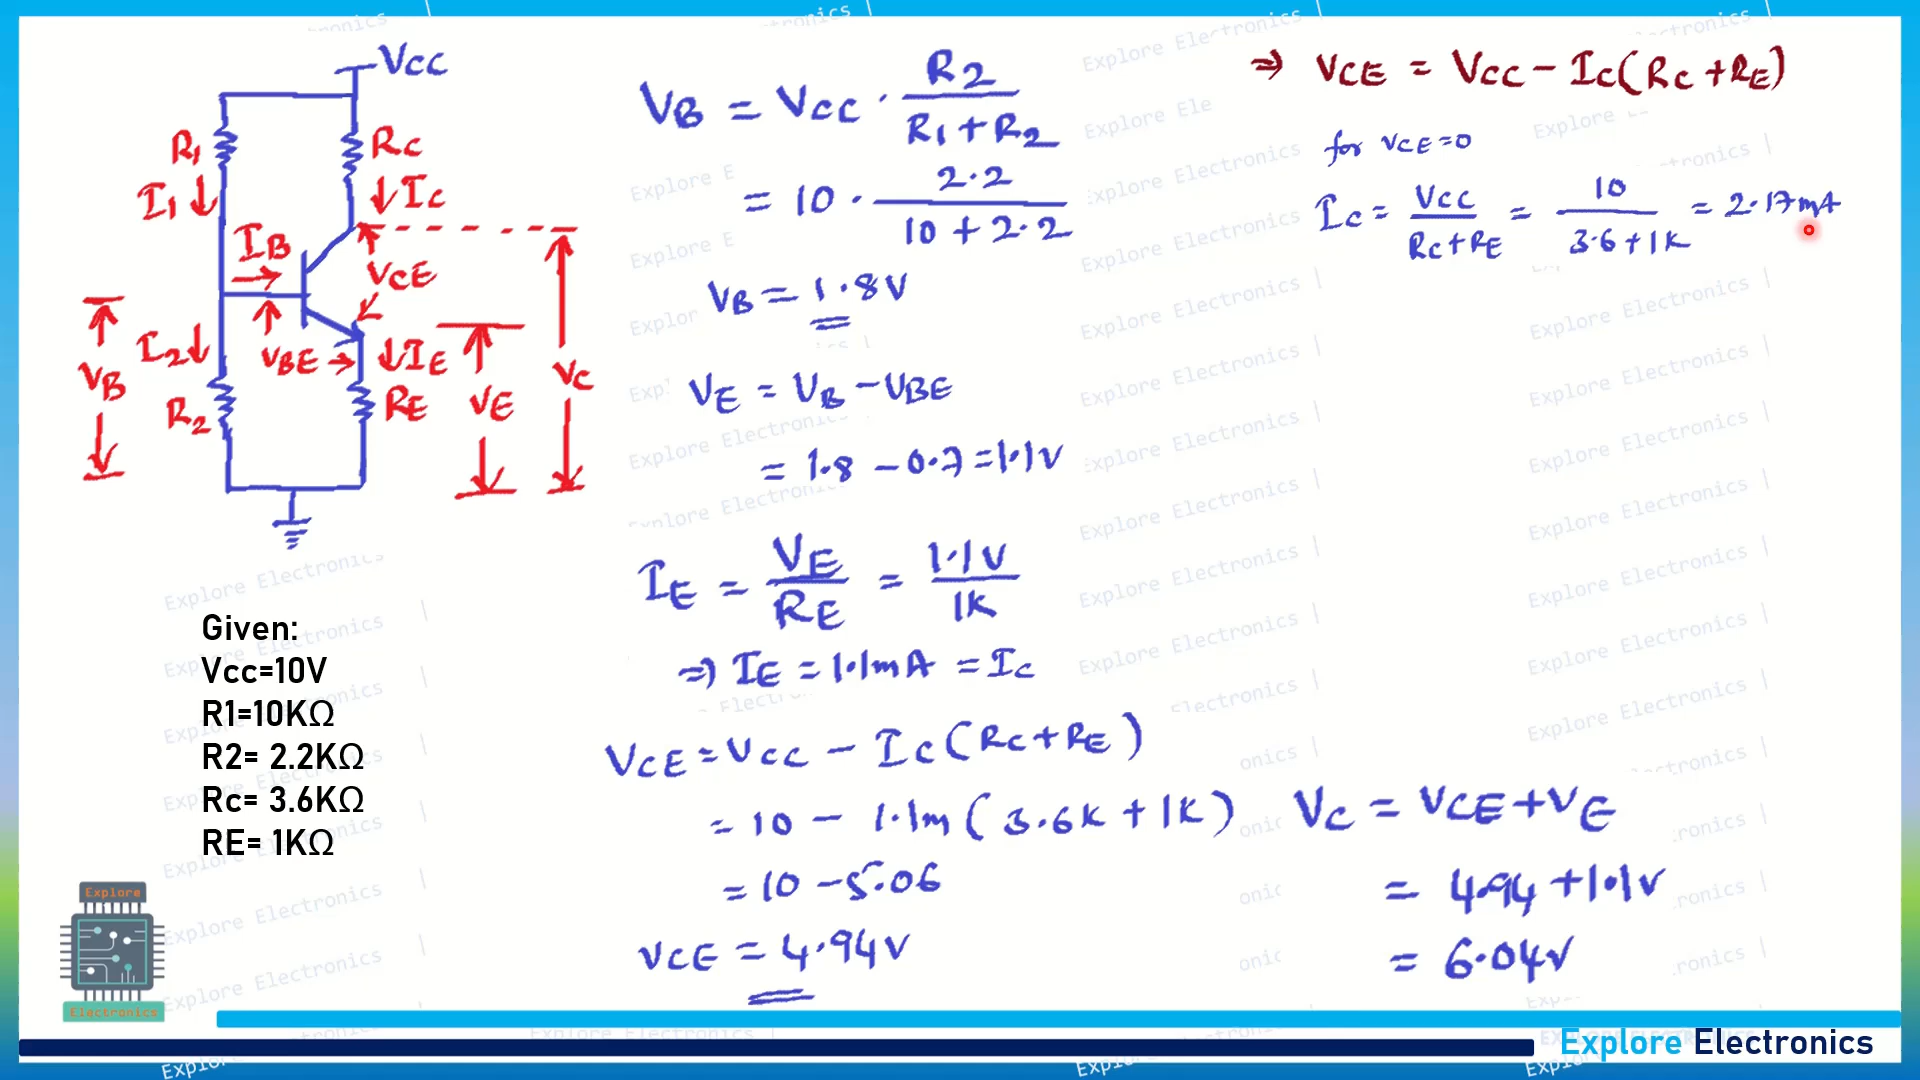 Vcc
R1
Rc
I1 ↓
↓ Ic
IB
VCE
VB
I2 ↓
VBE
↓ IE
VE
Vc
R2
RE
Given:
Vcc=10V
R1=10KΩ
R2= 2.2KΩ
Rc= 3.6KΩ
RE= 1KΩ
VB = Vcc · R2 / (R1 + R2)
= 10 · 2.2 / (10 + 2.2)
VB = 1.8V
VE = VB - VBE
= 1.8 - 0.7 = 1.1V
IE = VE / RE = 1.1V / 1K
⇒ IE = 1.1mA = Ic
VCE = Vcc - Ic (Rc + RE)
= 10 - 1.1m (3.6K + 1K)
= 10 - 5.06
VCE = 4.94V
⇒ VCE = Vcc - Ic (Rc + RE)
for VCE = 0
Ic = Vcc / (Rc + RE) = 10 / (3.6 + 1K) = 2.17mA
Vc = VCE + VE
= 4.94 + 1.1V
= 6.04V
Explore
Electronics
Explore Electronics